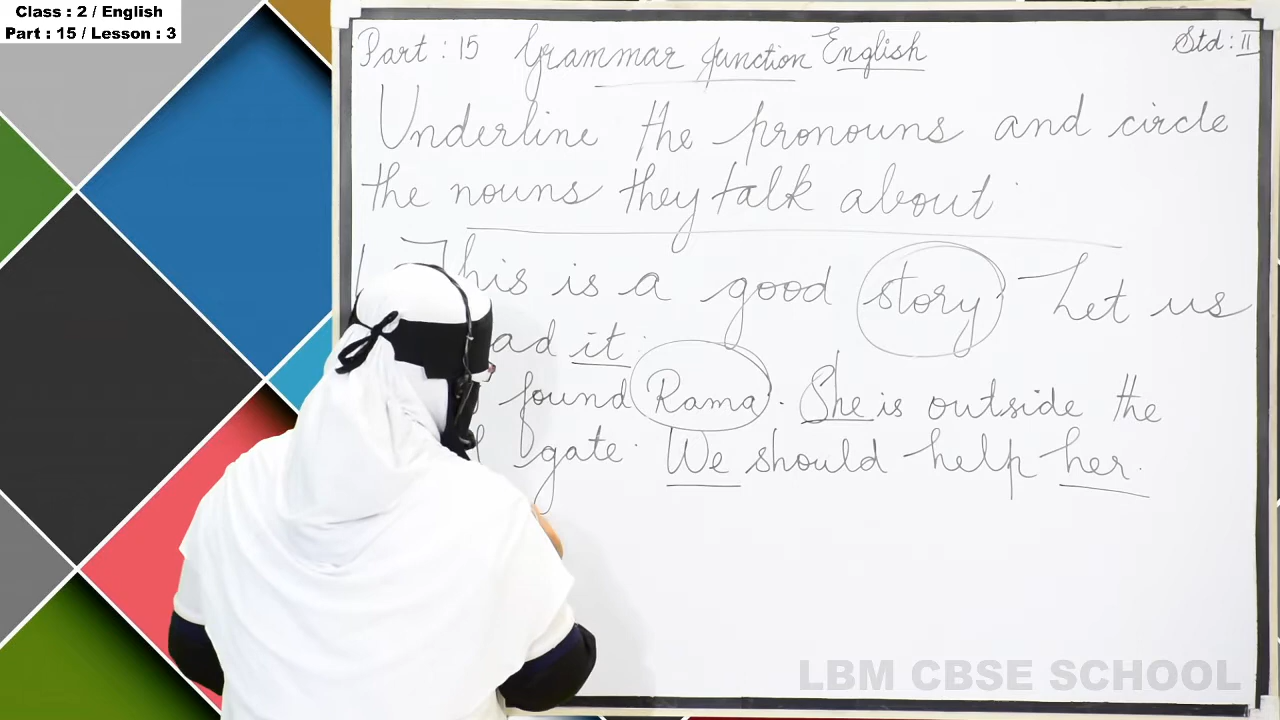 Class : 2 / English
Part : 15 / Lesson : 3
Part : 15 Grammar Junction English Std : II
Underline the pronouns and circle
the nouns they talk about.
1. This is a good story. Let us
ad it.
found Rama. She is outside the
gate. We should help her.
LBM CBSE SCHOOL